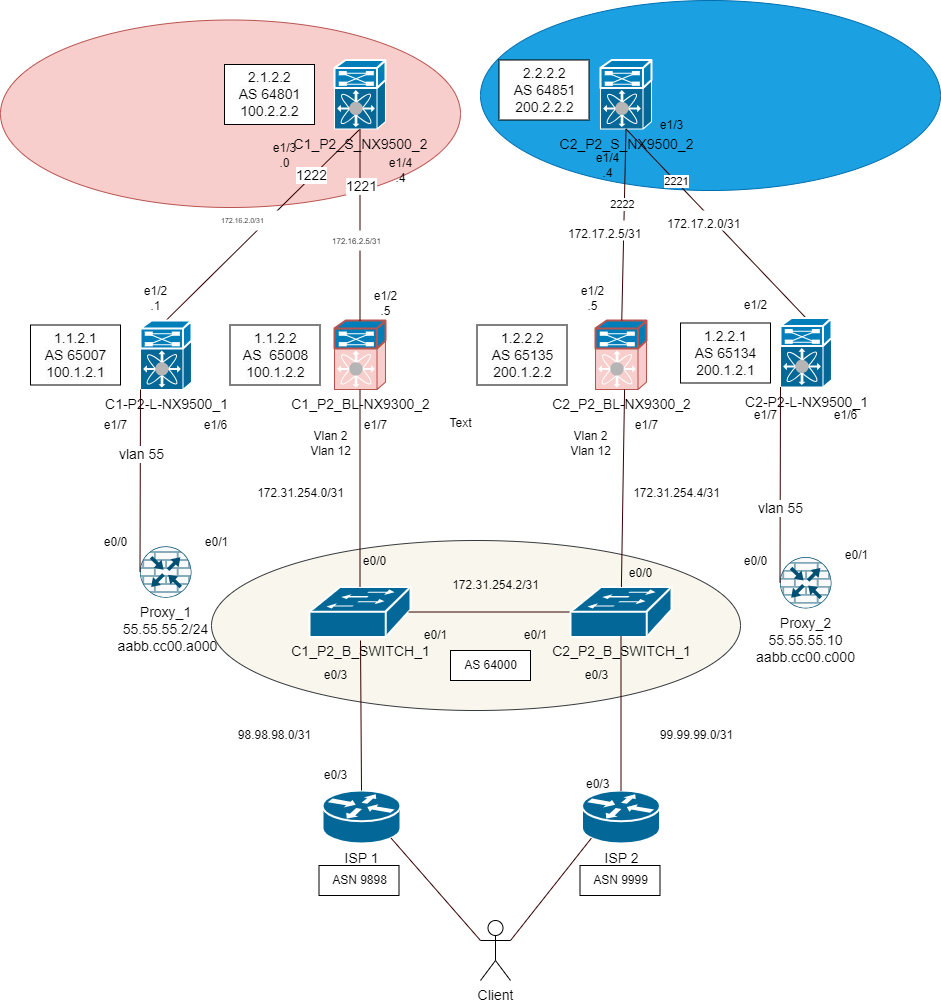 2.1.2.2
AS 64801
100.2.2.2
C1_P2_S_NX9500_2
e1/3
.0
e1/4
.4
1222
1221
172.16.2.0/31
172.16.2.5/31
2.2.2.2
AS 64851
200.2.2.2
e1/3
C2_P2_S_NX9500_2
e1/4
.4
2221
2222
172.17.2.5/31
172.17.2.0/31
e1/2
.1
1.1.2.1
AS 65007
100.1.2.1
C1-P2-L-NX9500_1
e1/7
e1/6
vlan 55
e1/2
.5
1.1.2.2
AS  65008
100.1.2.2
C1_P2_BL-NX9300_2
e1/7
Vlan 2
Vlan 12
Text
e1/2
.5
1.2.2.2
AS 65135
200.1.2.2
C2_P2_BL-NX9300_2
e1/7
Vlan 2
Vlan 12
e1/2
1.2.2.1
AS 65134
200.1.2.1
C2-P2-L-NX9500_1
e1/7
e1/6
vlan 55
172.31.254.0/31
172.31.254.4/31
e0/0
e0/1
Proxy_1
55.55.55.2/24
aabb.cc00.a000
e0/0
e0/1
Proxy_2
55.55.55.10
aabb.cc00.c000
e0/0
e0/0
172.31.254.2/31
e0/1
e0/1
C1_P2_B_SWITCH_1
C2_P2_B_SWITCH_1
AS 64000
e0/3
e0/3
98.98.98.0/31
99.99.99.0/31
e0/3
e0/3
ISP 1
ASN 9898
ISP 2
ASN 9999
Client